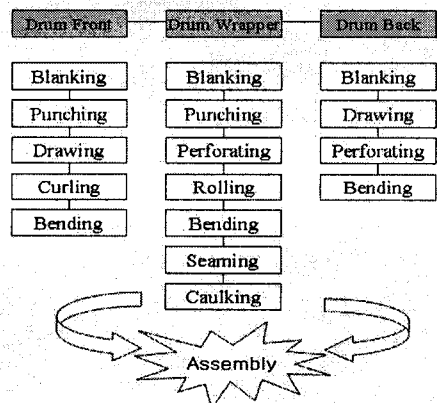 Drum Front Drum Wrapper Drum Back
Blanking Blanking Blanking
Punching Punching Drawing
Drawing Perforating Perforating
Curling Rolling Bending
Bending Bending
Seaming
Caulking
Assembly